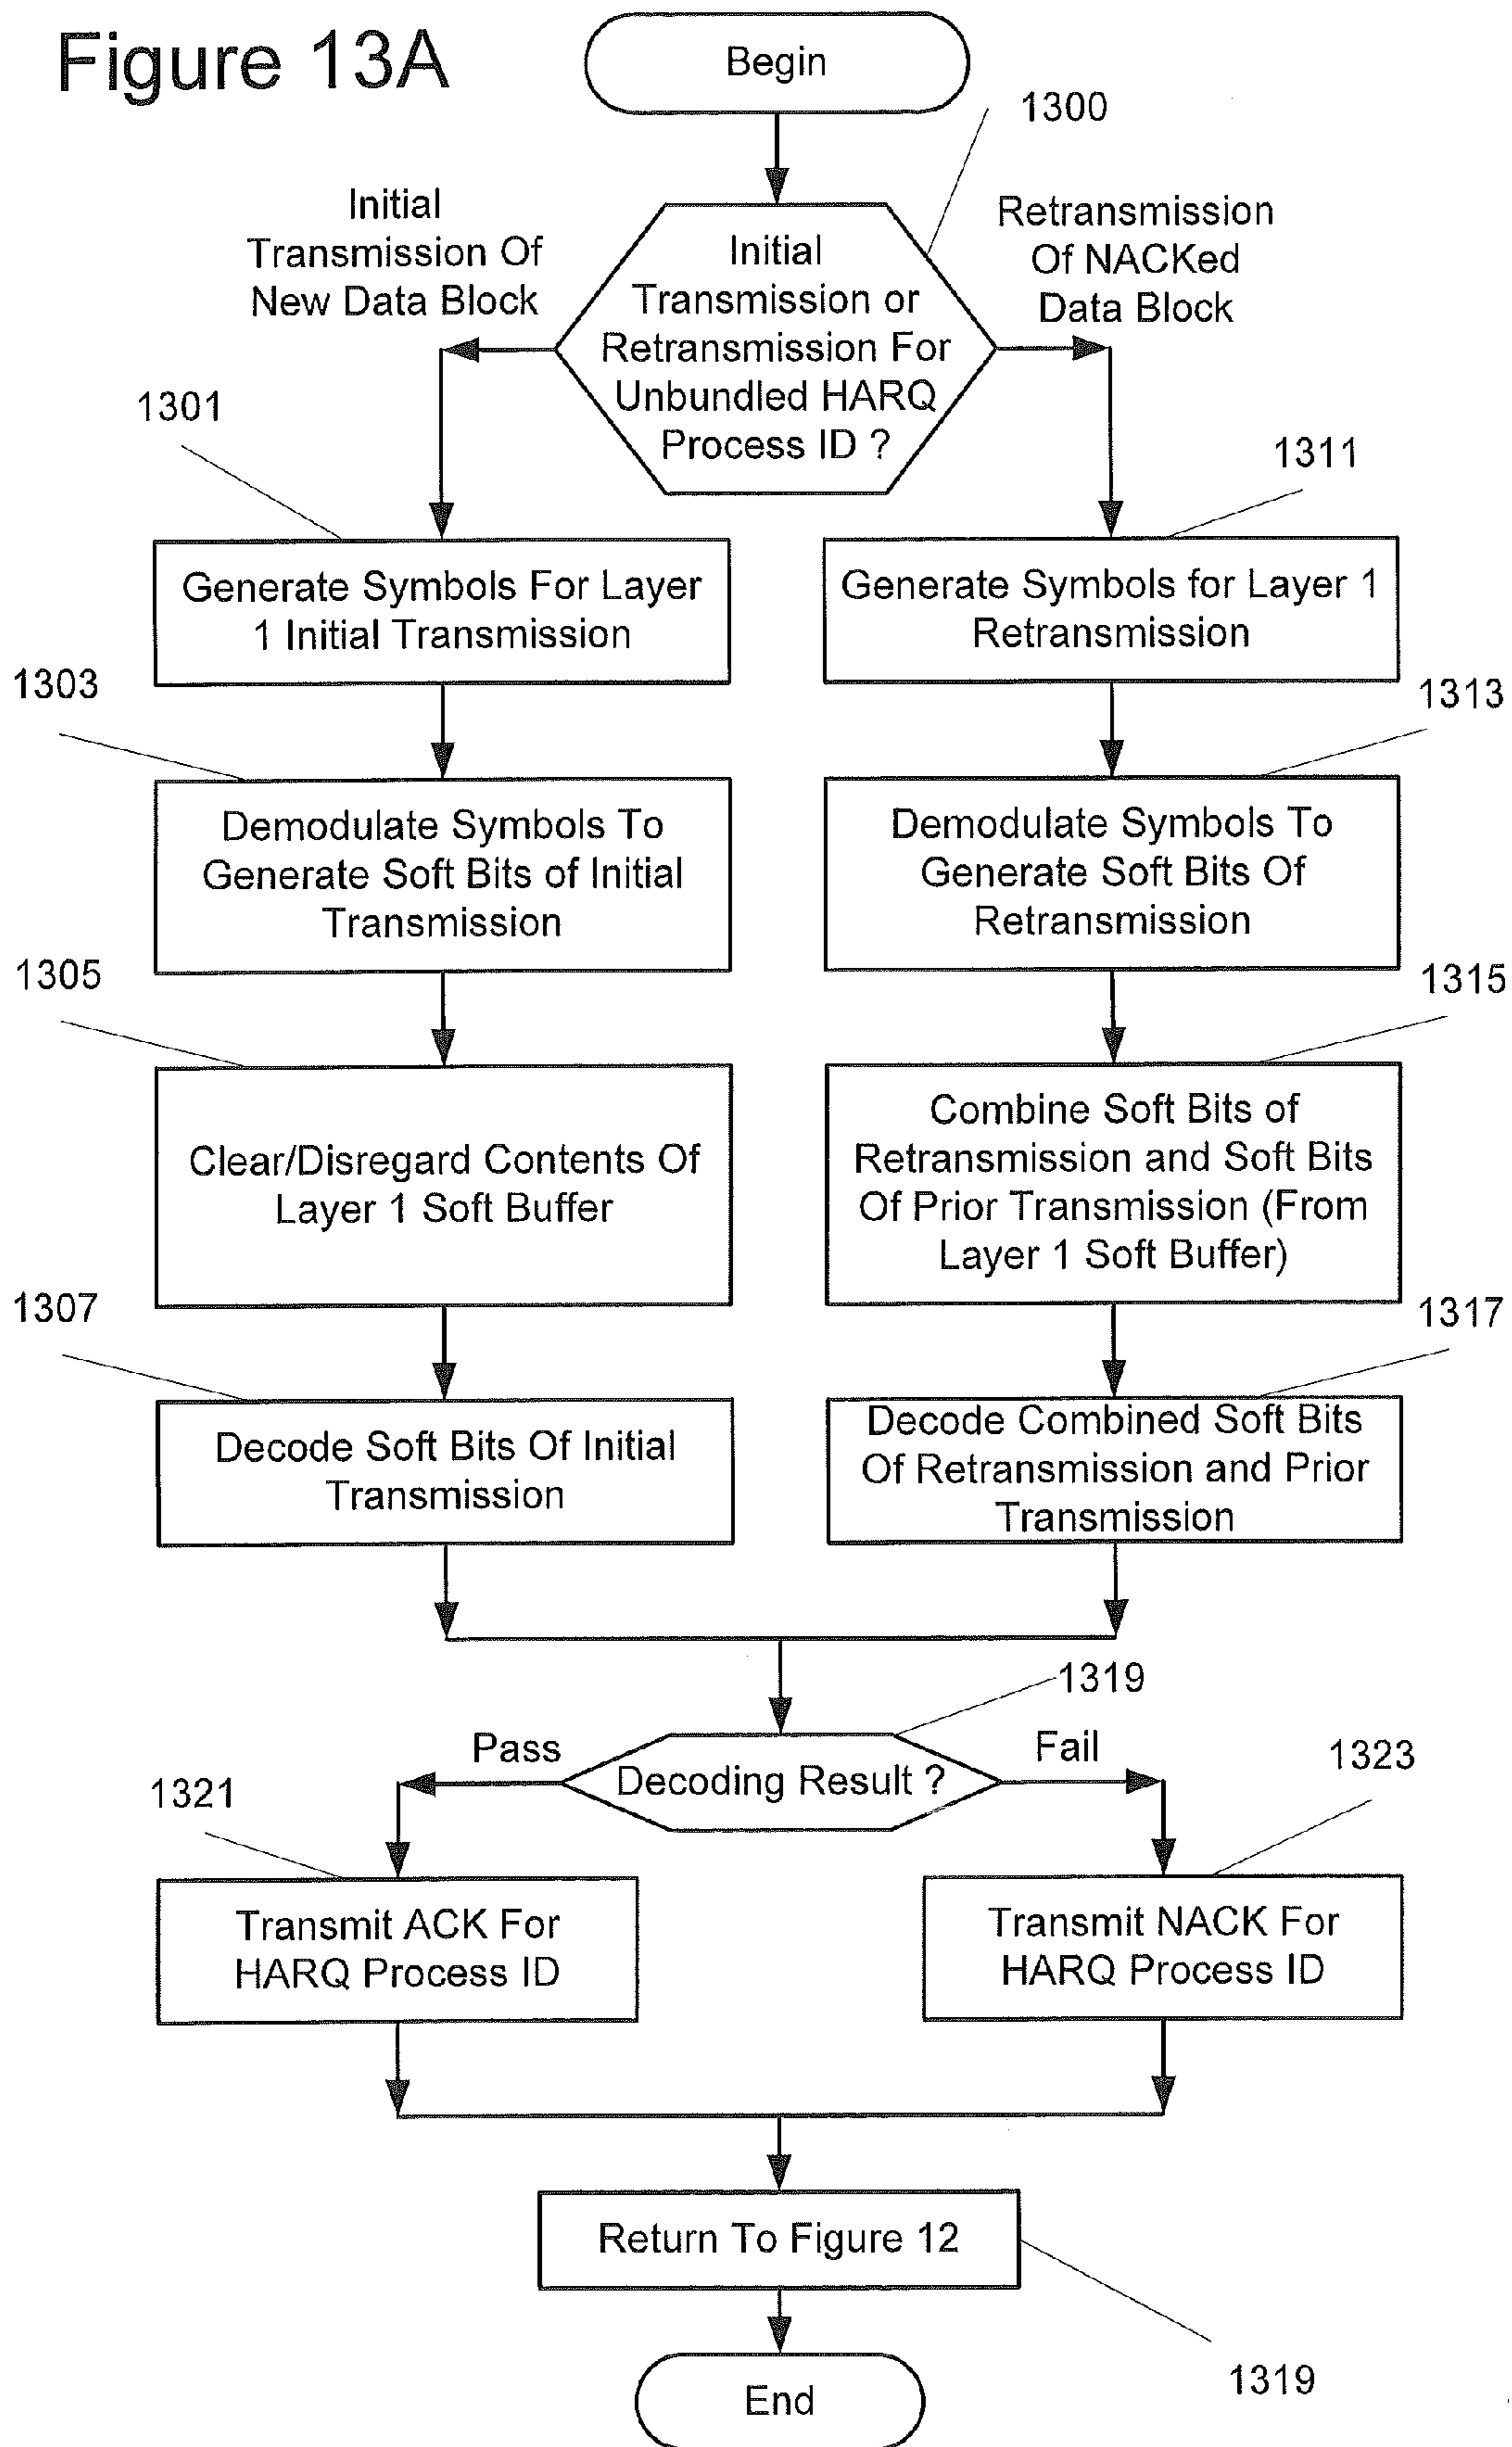 Figure 13A
Begin
1300
Initial
Transmission Of
New Data Block
Initial
Transmission or
Retransmission For
Unbundled HARQ
Process ID ?
Retransmission
Of NACKed
Data Block
1301
1311
Generate Symbols For Layer
1 Initial Transmission
Generate Symbols for Layer 1
Retransmission
1303
1313
Demodulate Symbols To
Generate Soft Bits of Initial
Transmission
Demodulate Symbols To
Generate Soft Bits Of
Retransmission
1305
1315
Clear/Disregard Contents Of
Layer 1 Soft Buffer
Combine Soft Bits of
Retransmission and Soft Bits
Of Prior Transmission (From
Layer 1 Soft Buffer)
1307
1317
Decode Soft Bits Of Initial
Transmission
Decode Combined Soft Bits
Of Retransmission and Prior
Transmission
1319
Pass
Decoding Result ?
Fail
1321
1323
Transmit ACK For
HARQ Process ID
Transmit NACK For
HARQ Process ID
Return To Figure 12
1319
End